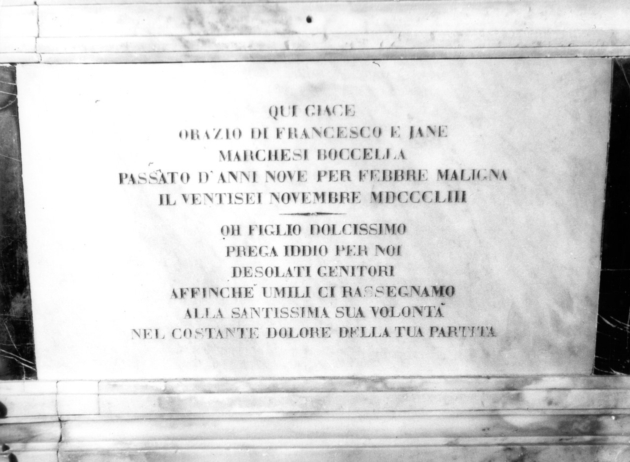 QUI GIACE
ORAZIO DI FRANCESCO E JANE
MARCHESI BOCCELLA
PASSATO D'ANNI NOVE PER FEBBRE MALIGNA
IL VENTISEI NOVEMBRE MDCCCLIII
OH FIGLIO DOLCISSIMO
PREGA IDDIO PER NOI
DESOLATI GENITORI
AFFINCHE' UMILI CI RASSEGNAMO
ALLA SANTISSIMA SUA VOLONTÀ
NEL COSTANTE DOLORE DELLA TUA PARTITA